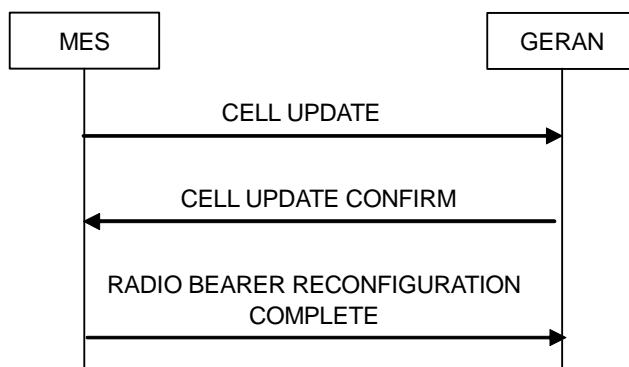 MES
GERAN
CELL UPDATE
CELL UPDATE CONFIRM
RADIO BEARER RECONFIGURATION
COMPLETE